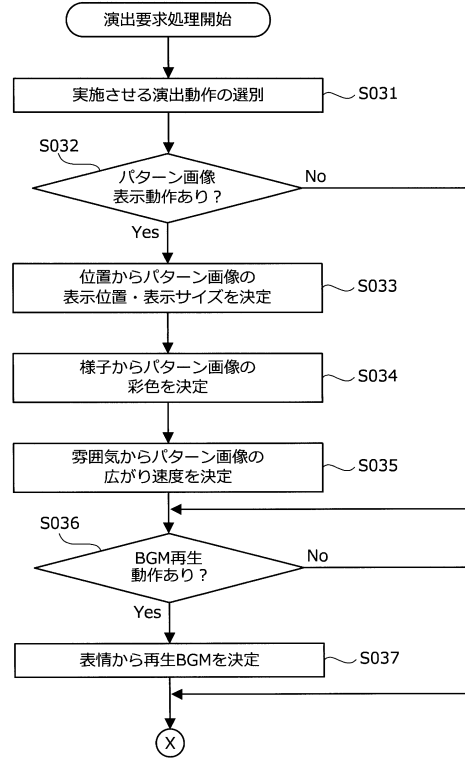 演出要求処理開始
実施させる演出動作の選別
S031
S032
パターン画像
表示動作あり？
No
Yes
位置からパターン画像の
表示位置・表示サイズを決定
S033
様子からパターン画像の
彩色を決定
S034
雰囲気からパターン画像の
広がり速度を決定
S035
S036
BGM再生
動作あり？
No
Yes
表情から再生BGMを決定
S037
X